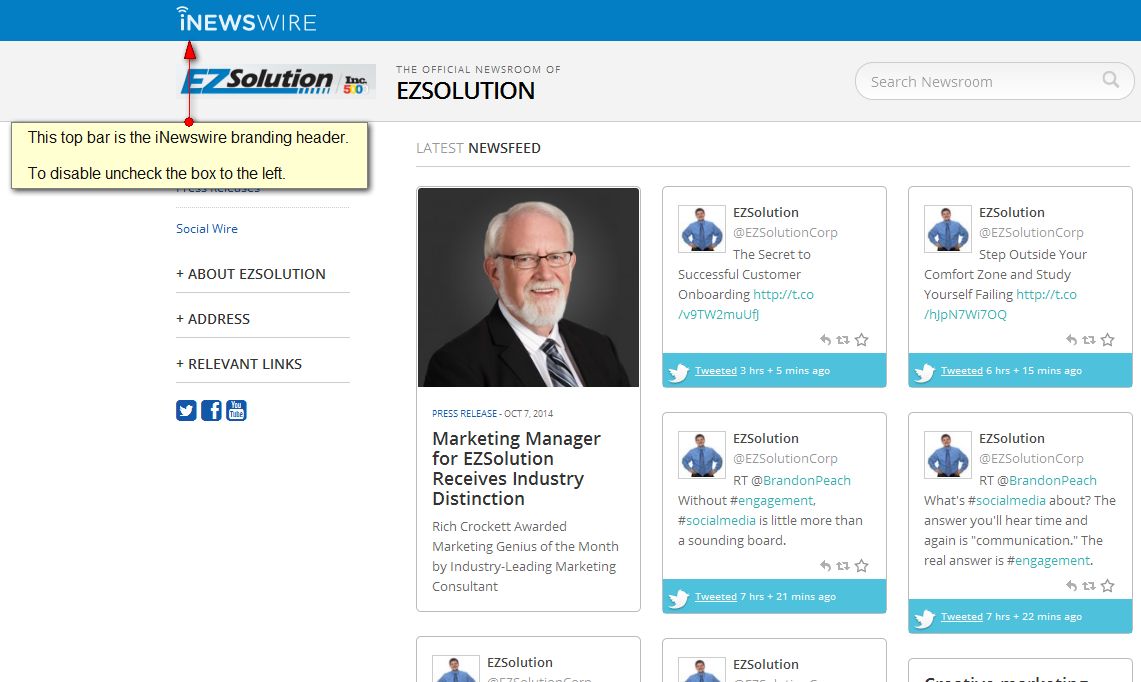 iNEWSWIRE
EZSolution Inc. 500
THE OFFICIAL NEWSROOM OF
EZSOLUTION
Search Newsroom
This top bar is the iNewswire branding header.
To disable uncheck the box to the left.
Press Releases
Social Wire
+ ABOUT EZSOLUTION
+ ADDRESS
+ RELEVANT LINKS
You
Tube
LATEST NEWSFEED
PRESS RELEASE - OCT 7, 2014
Marketing Manager
for EZSolution
Receives Industry
Distinction
Rich Crockett Awarded
Marketing Genius of the Month
by Industry-Leading Marketing
Consultant
EZSolution
@EZSolutionCorp
The Secret to
Successful Customer
Onboarding http://t.co
/v9TW2muUfJ
Tweeted 3 hrs + 5 mins ago
EZSolution
@EZSolutionCorp
Step Outside Your
Comfort Zone and Study
Yourself Failing http://t.co
/hJpN7Wi7OQ
Tweeted 6 hrs + 15 mins ago
EZSolution
@EZSolutionCorp
RT @BrandonPeach
Without #engagement,
#socialmedia is little more than
a sounding board.
Tweeted 7 hrs + 21 mins ago
EZSolution
@EZSolutionCorp
RT @BrandonPeach
What's #socialmedia about? The
answer you'll hear time and
again is "communication." The
real answer is #engagement.
Tweeted 7 hrs + 22 mins ago
EZSolution
@EZSolutionCorp
EZSolution
@EZSolutionCorp
Creative marketing